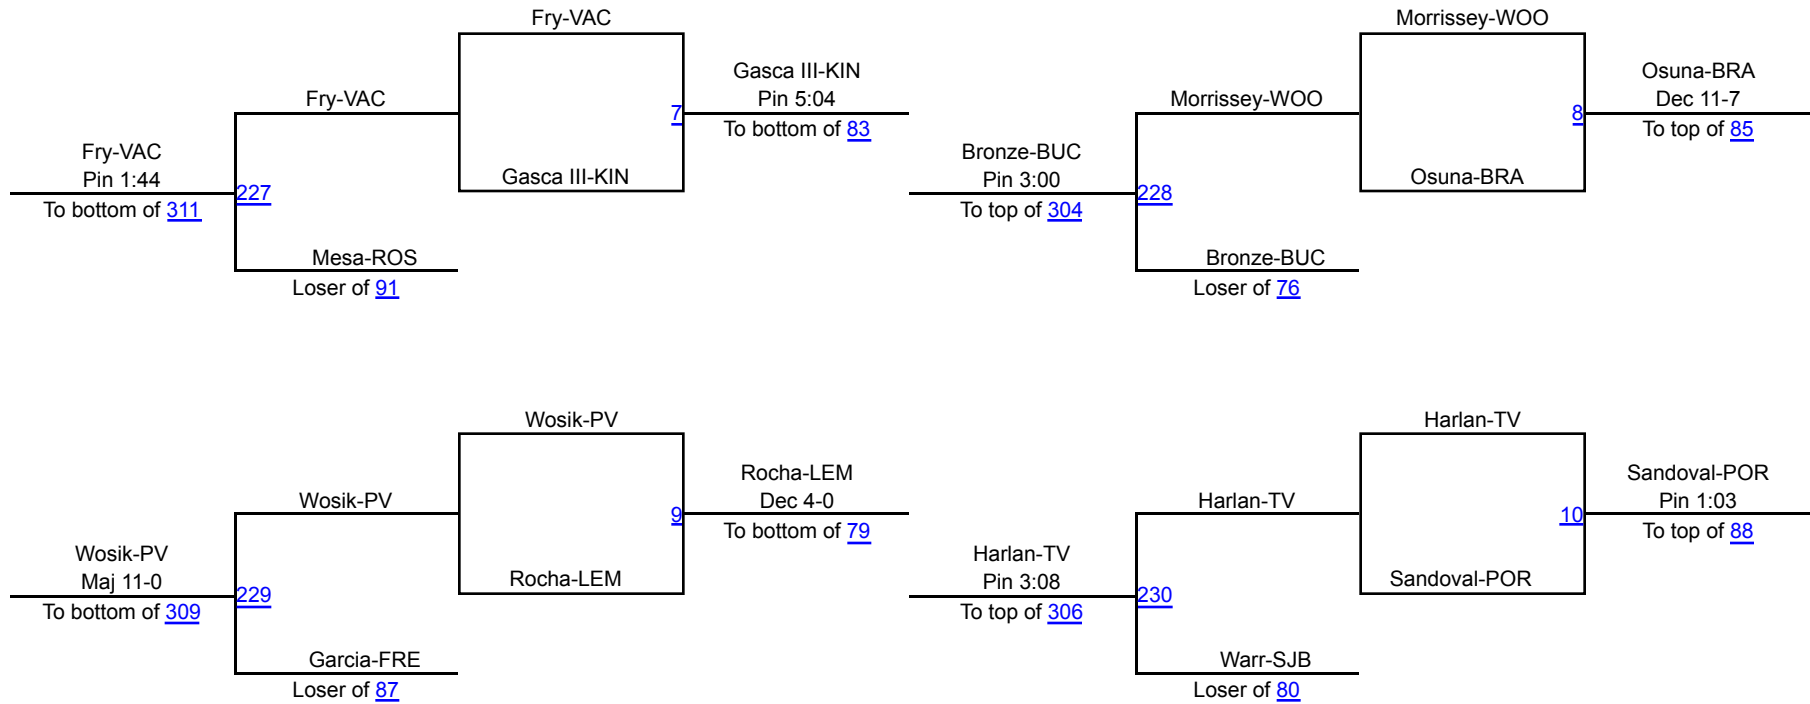 Fry-VAC
Gasca III-KIN
Pin 5:04
Fry-VAC
7
To bottom of 83
Fry-VAC
Pin 1:44
Gasca III-KIN
227
To bottom of 311
Mesa-ROS
Loser of 91
Morrissey-WOO
Osuna-BRA
Dec 11-7
Morrissey-WOO
8
To top of 85
Bronze-BUC
Pin 3:00
Osuna-BRA
228
To top of 304
Bronze-BUC
Loser of 76
Wosik-PV
Rocha-LEM
Dec 4-0
Wosik-PV
9
To bottom of 79
Wosik-PV
Maj 11-0
Rocha-LEM
229
To bottom of 309
Garcia-FRE
Loser of 87
Harlan-TV
Sandoval-POR
Pin 1:03
Harlan-TV
10
To top of 88
Harlan-TV
Pin 3:08
Sandoval-POR
230
To top of 306
Warr-SJB
Loser of 80